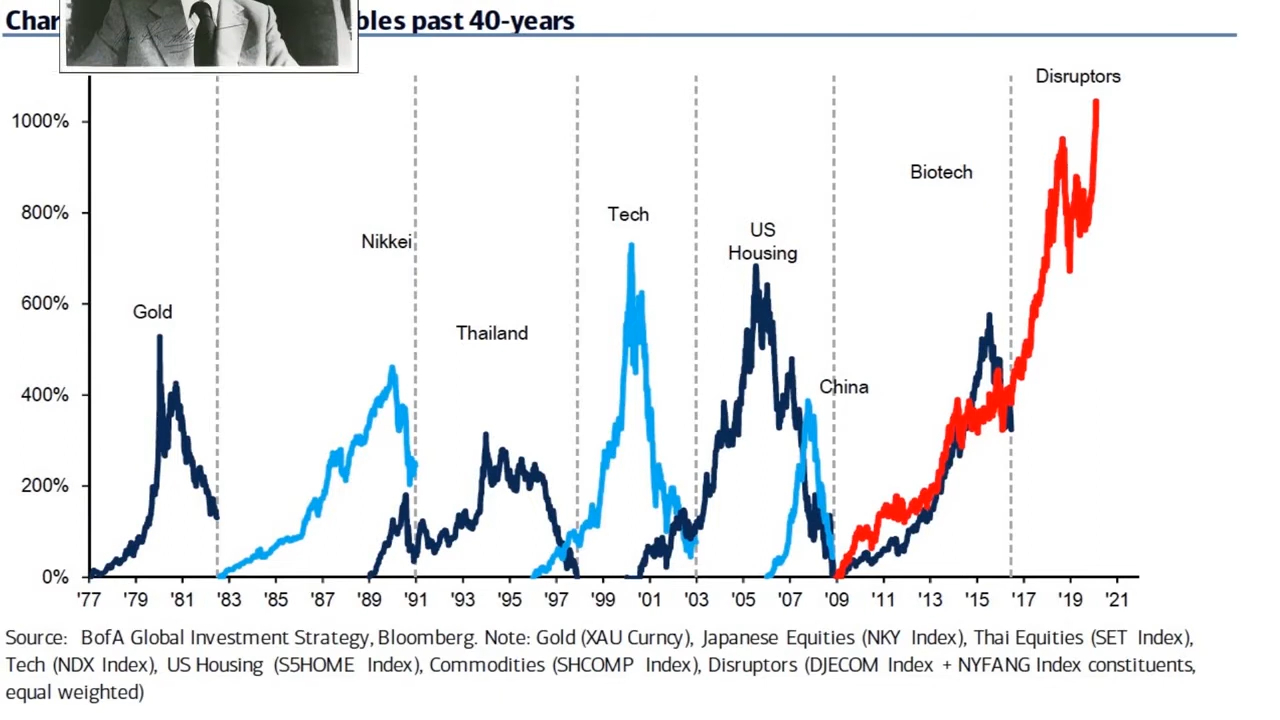 Char bles past 40-years
Disruptors
1000%
Biotech
800%
Tech
US
Housing
Nikkei
600%
Gold
Thailand
400%
China
200%
0%
'77 '79 '81 '83 '85 '87 '89 '91 '93 '95 '97 '99 '01 '03 '05 '07 '09 '11 '13 '15 '17 '19 '21
Source: BofA Global Investment Strategy, Bloomberg. Note: Gold (XAU Curncy), Japanese Equities (NKY Index), Thai Equities (SET Index),
Tech (NDX Index), US Housing (S5HOME Index), Commodities (SHCOMP Index), Disruptors (DJECOM Index + NYFANG Index constituents,
equal weighted)